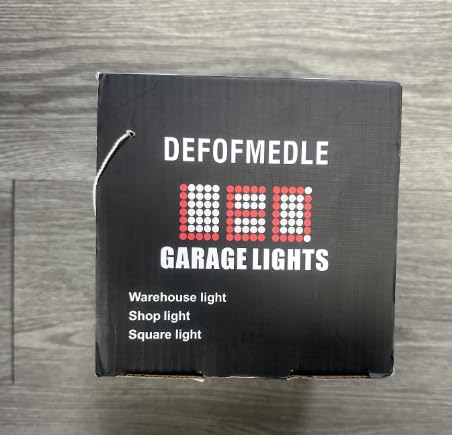 DEFOFMEDLE
LED
GARAGE LIGHTS
Warehouse light
Shop light
Square light